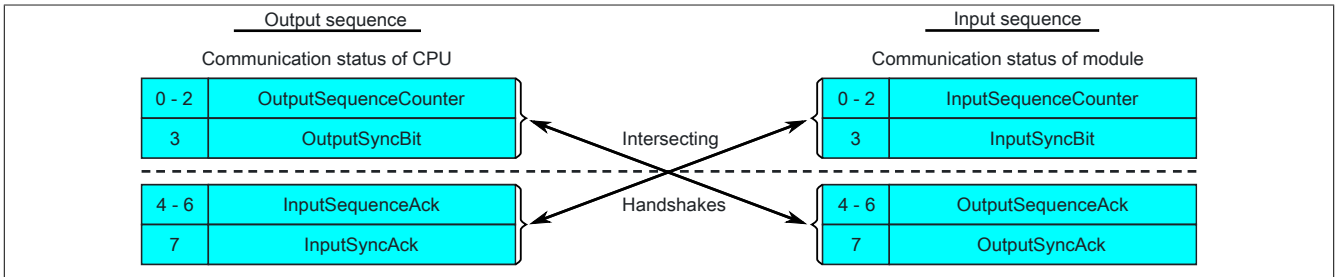 Output sequence
Input sequence
Communication status of CPU
Communication status of module
0 - 2 OutputSequenceCounter
0 - 2 InputSequenceCounter
3 OutputSyncBit
Intersecting
3 InputSyncBit
4 - 6 InputSequenceAck
Handshakes
4 - 6 OutputSequenceAck
7 InputSyncAck
7 OutputSyncAck